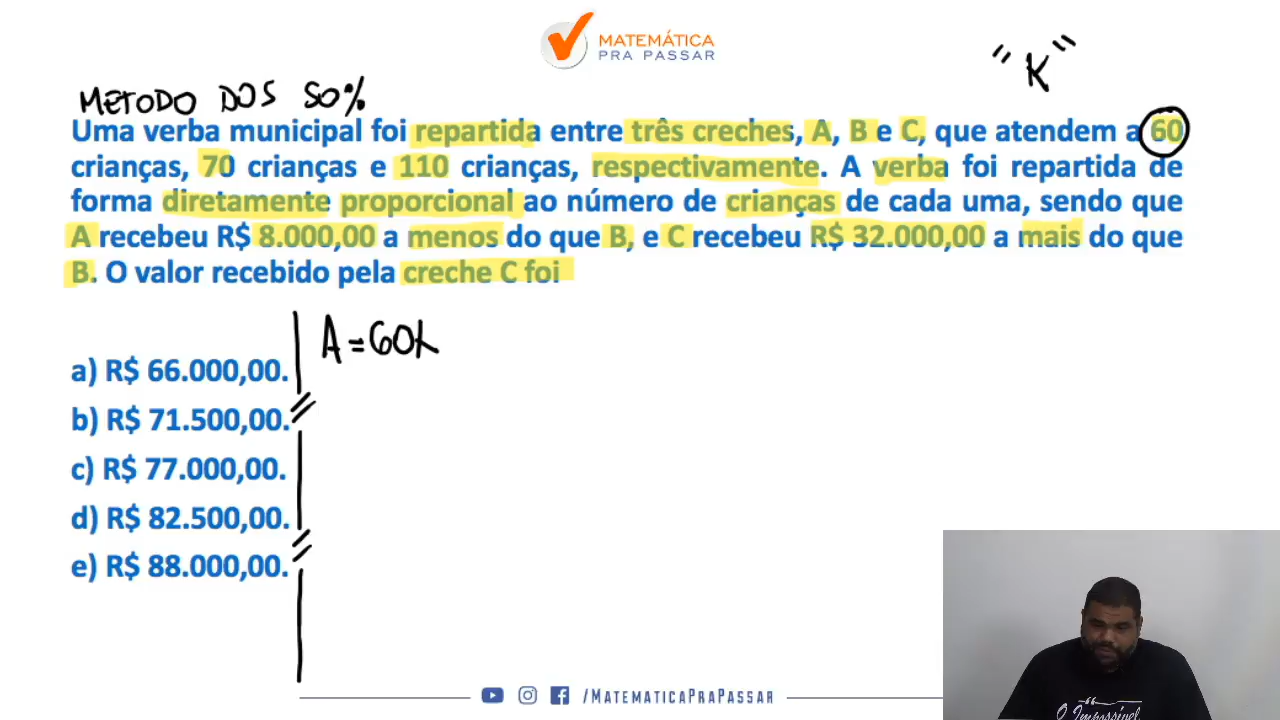 MATEMÁTICA
PRA PASSAR
"K"
METODO DOS 50%
Uma verba municipal foi repartida entre três creches, A, B e C, que atendem a 60
crianças, 70 crianças e 110 crianças, respectivamente. A verba foi repartida de
forma diretamente proporcional ao número de crianças de cada uma, sendo que
A recebeu R$ 8.000,00 a menos do que B, e C recebeu R$ 32.000,00 a mais do que
B. O valor recebido pela creche C foi
A=60K
a) R$ 66.000,00.
b) R$ 71.500,00.
c) R$ 77.000,00.
d) R$ 82.500,00.
e) R$ 88.000,00.
O Impossível
/MATEMATICAPRAPASSAR